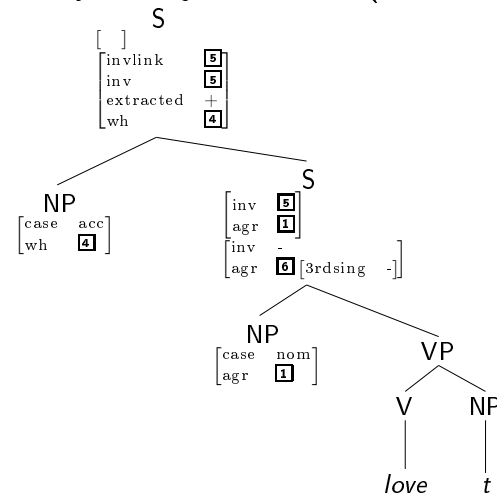 S
[ ]
invlink 5
inv 5
extracted +
wh 4
S
NP
inv 5
case acc
agr 1
wh 4
inv -
agr 6 [3rdsing -]
NP
case nom
VP
agr 1
V NP
love t